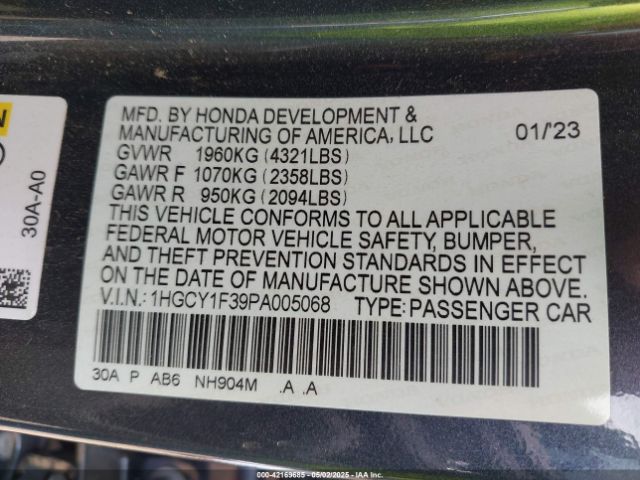 MFD. BY HONDA DEVELOPMENT &
MANUFACTURING OF AMERICA, LLC 01/'23
GVWR 1960KG (4321LBS)
GAWR F 1070KG (2358LBS)
GAWR R 950KG (2094LBS)
THIS VEHICLE CONFORMS TO ALL APPLICABLE
FEDERAL MOTOR VEHICLE SAFETY, BUMPER,
AND THEFT PREVENTION STANDARDS IN EFFECT
ON THE DATE OF MANUFACTURE SHOWN ABOVE.
V.I.N.: 1HGCY1F39PA005068 TYPE: PASSENGER CAR
30A P AB6 NH904M .A .A
30A-A0
000-42169685 - 05/02/2025 - IAA Inc.